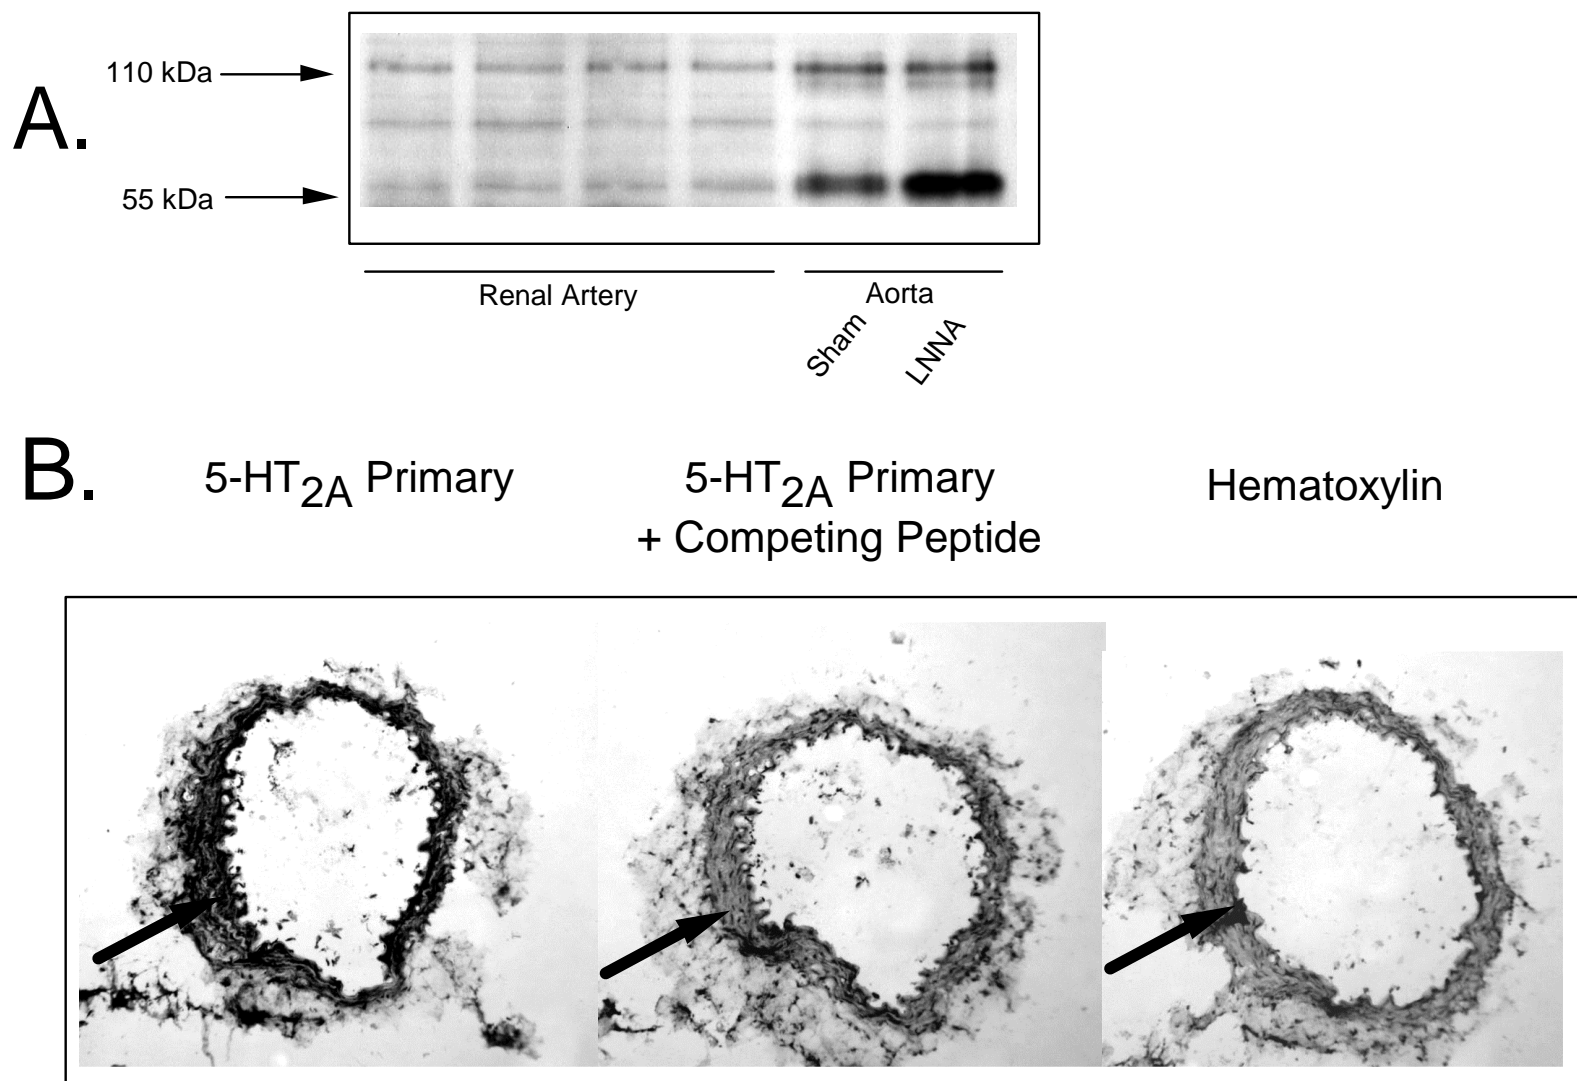 A.
110 kDa
55 kDa
Renal Artery
Aorta
Sham
LNNA
B.
5-HT2A Primary
5-HT2A Primary
+ Competing Peptide
Hematoxylin